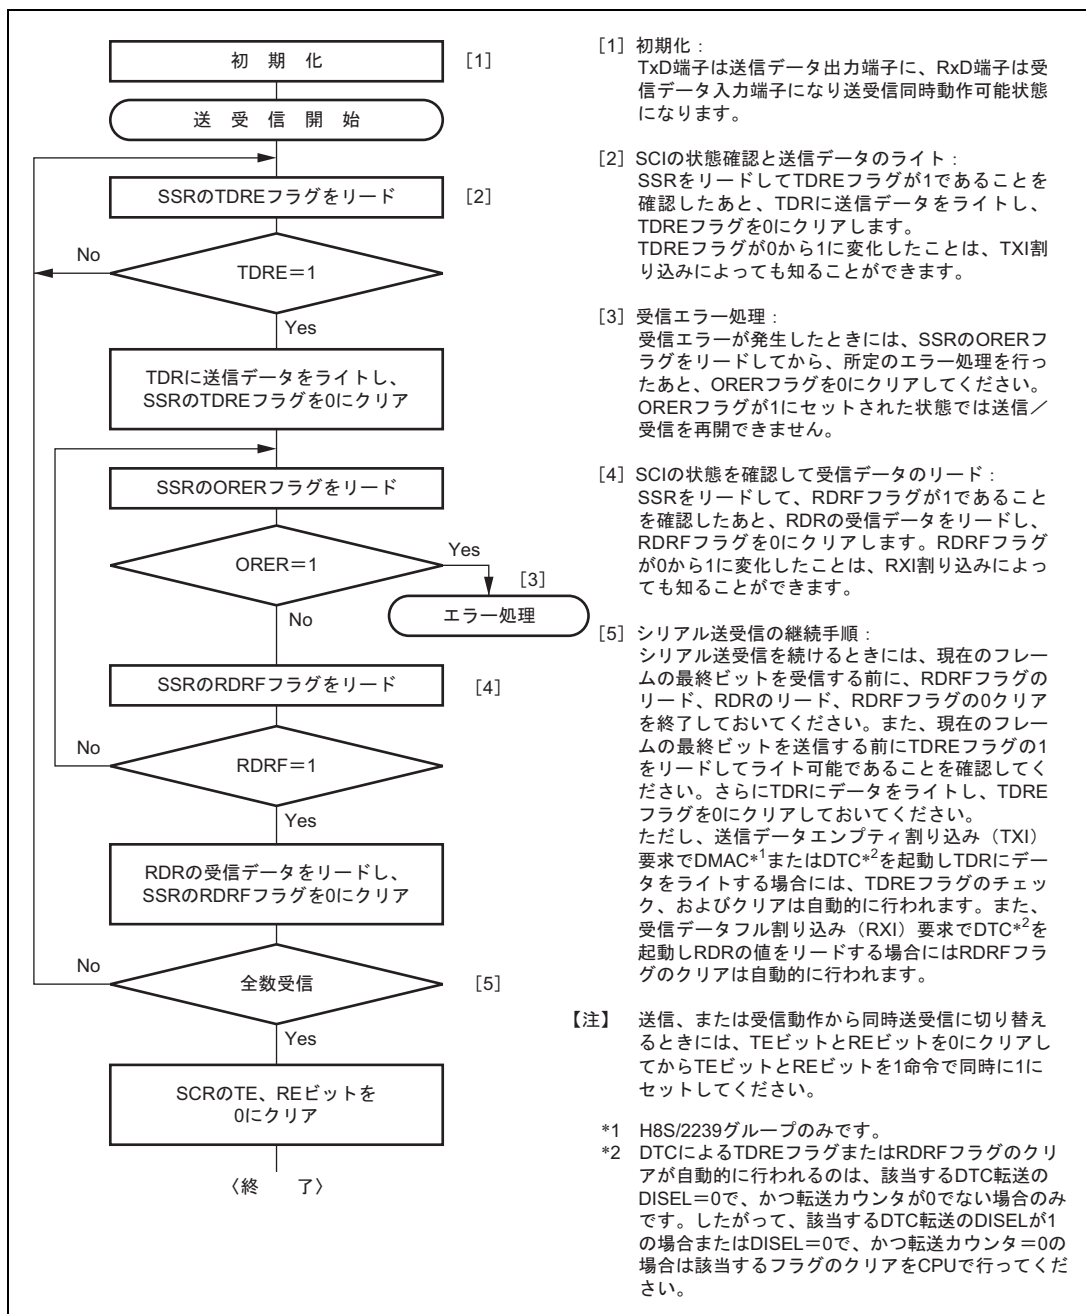 初　期　化
[1]
送　受　信　開　始
SSRのTDREフラグをリード
[2]
No
TDRE＝1
Yes
TDRに送信データをライトし、
SSRのTDREフラグを0にクリア
SSRのORERフラグをリード
ORER＝1
Yes
[3]
エラー処理
No
SSRのRDRFフラグをリード
[4]
No
RDRF＝1
Yes
RDRの受信データをリードし、
SSRのRDRFフラグを0にクリア
No
全数受信
[5]
Yes
SCRのTE、REビットを
0にクリア
〈終　　了〉
[1] 初期化：
TxD端子は送信データ出力端子に、RxD端子は受
信データ入力端子になり送受信同時動作可能状態
になります。
[2] SCIの状態確認と送信データのライト：
SSRをリードしてTDREフラグが1であることを
確認したあと、TDRに送信データをライトし、
TDREフラグを0にクリアします。
TDREフラグが0から1に変化したことは、TXI割
り込みによっても知ることができます。
[3] 受信エラー処理：
受信エラーが発生したときには、SSRのORERフ
ラグをリードしてから、所定のエラー処理を行っ
たあと、ORERフラグを0にクリアしてください。
ORERフラグが1にセットされた状態では送信／
受信を再開できません。
[4] SCIの状態を確認して受信データのリード：
SSRをリードして、RDRFフラグが1であること
を確認したあと、RDRの受信データをリードし、
RDRFフラグを0にクリアします。RDRFフラグ
が0から1に変化したことは、RXI割り込みによっ
ても知ることができます。
[5] シリアル送受信の継続手順：
シリアル送受信を続けるときには、現在のフレー
ムの最終ビットを受信する前に、RDRFフラグの
リード、RDRのリード、RDRFフラグの0クリア
を終了しておいてください。また、現在のフレー
ムの最終ビットを送信する前にTDREフラグの1
をリードしてライト可能であることを確認してく
ださい。さらにTDRにデータをライトし、TDRE
フラグを0にクリアしておいてください。
ただし、送信データエンプティ割り込み（TXI）
要求でDMAC*1またはDTC*2を起動しTDRにデー
タをライトする場合には、TDREフラグのチェッ
ク、およびクリアは自動的に行われます。また、
受信データフル割り込み（RXI）要求でDTC*2を
起動しRDRの値をリードする場合にはRDRFフラ
グのクリアは自動的に行われます。
【注】　送信、または受信動作から同時送受信に切り替え
るときには、TEビットとREビットを0にクリアし
てからTEビットとREビットを1命令で同時に1に
セットしてください。
*1　H8S/2239グループのみです。
*2　DTCによるTDREフラグまたはRDRFフラグのクリ
アが自動的に行われるのは、該当するDTC転送の
DISEL＝0で、かつ転送カウンタが0でない場合のみ
です。したがって、該当するDTC転送のDISELが1
の場合またはDISEL＝0で、かつ転送カウンタ＝0の
場合は該当するフラグのクリアをCPUで行ってくだ
さい。